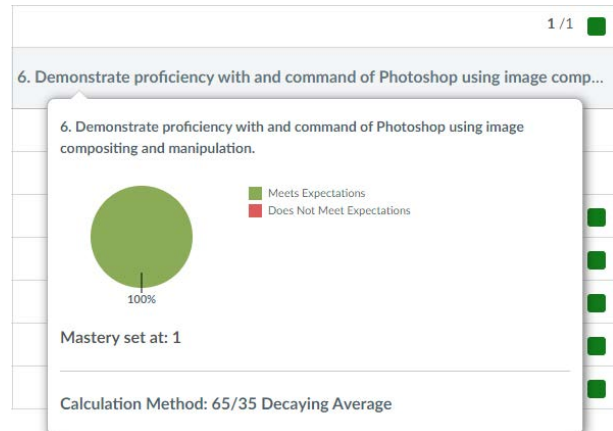 1 /1
6. Demonstrate proficiency with and command of Photoshop using image comp...
6. Demonstrate proficiency with and command of Photoshop using image
compositing and manipulation.
Meets Expectations
Does Not Meet Expectations
100%
Mastery set at: 1
Calculation Method: 65/35 Decaying Average